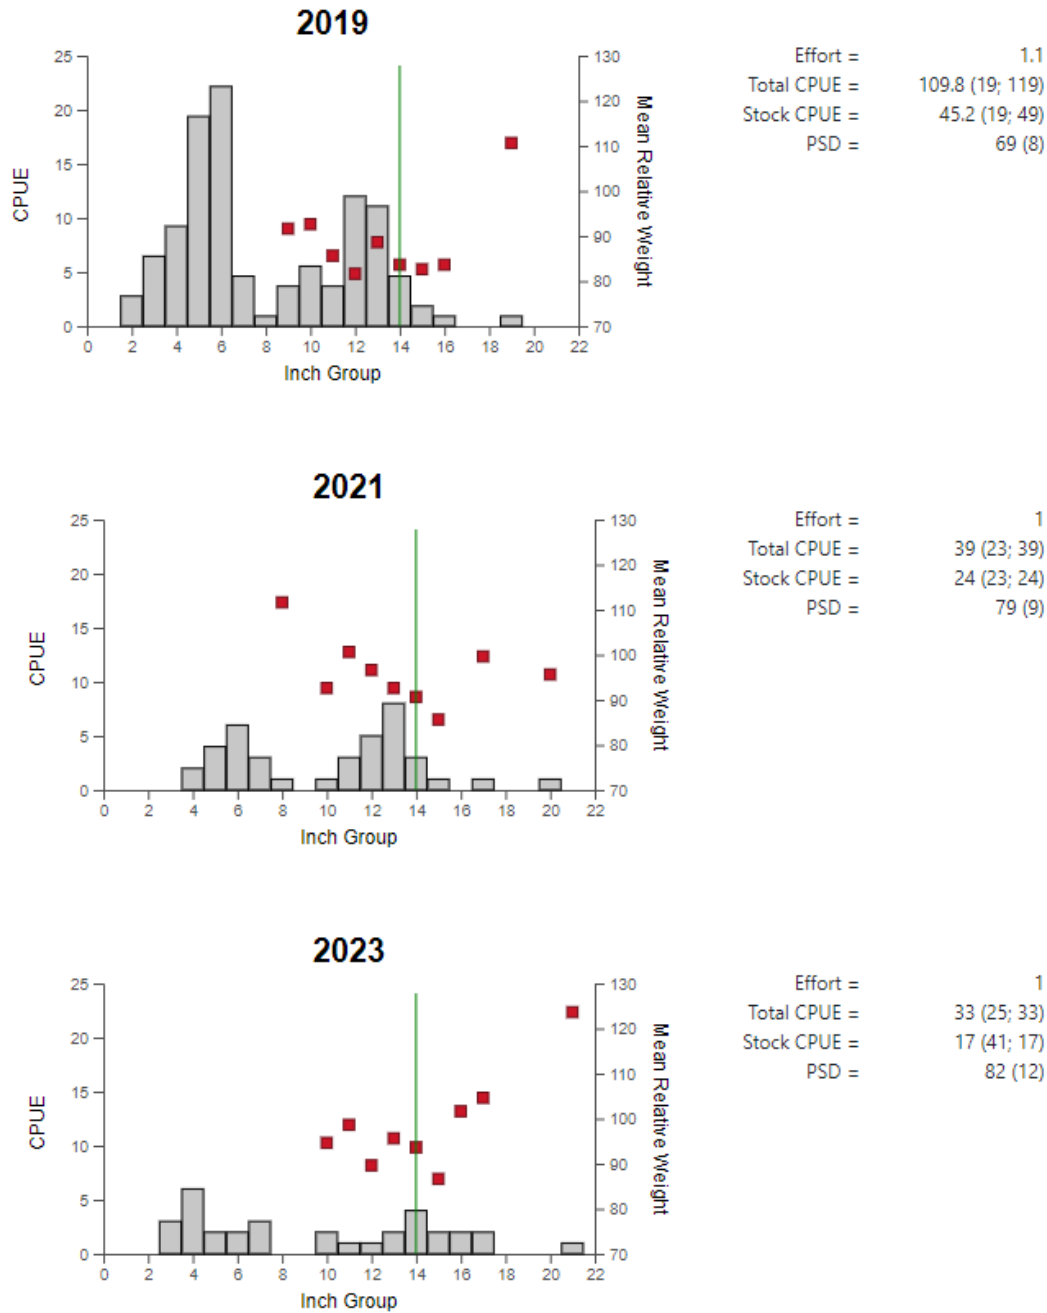 2019
Effort = 1.1
Total CPUE = 109.8 (19; 119)
Stock CPUE = 45.2 (19; 49)
PSD = 69 (8)
CPUE
25
20
15
10
5
0
0 2 4 6 8 10 12 14 16 18 20 22
Inch Group
130
120
110
100
90
80
70
Mean Relative Weight
2021
Effort = 1
Total CPUE = 39 (23; 39)
Stock CPUE = 24 (23; 24)
PSD = 79 (9)
CPUE
25
20
15
10
5
0
0 2 4 6 8 10 12 14 16 18 20 22
Inch Group
130
120
110
100
90
80
70
Mean Relative Weight
2023
Effort = 1
Total CPUE = 33 (25; 33)
Stock CPUE = 17 (41; 17)
PSD = 82 (12)
CPUE
25
20
15
10
5
0
0 2 4 6 8 10 12 14 16 18 20 22
Inch Group
130
120
110
100
90
80
70
Mean Relative Weight